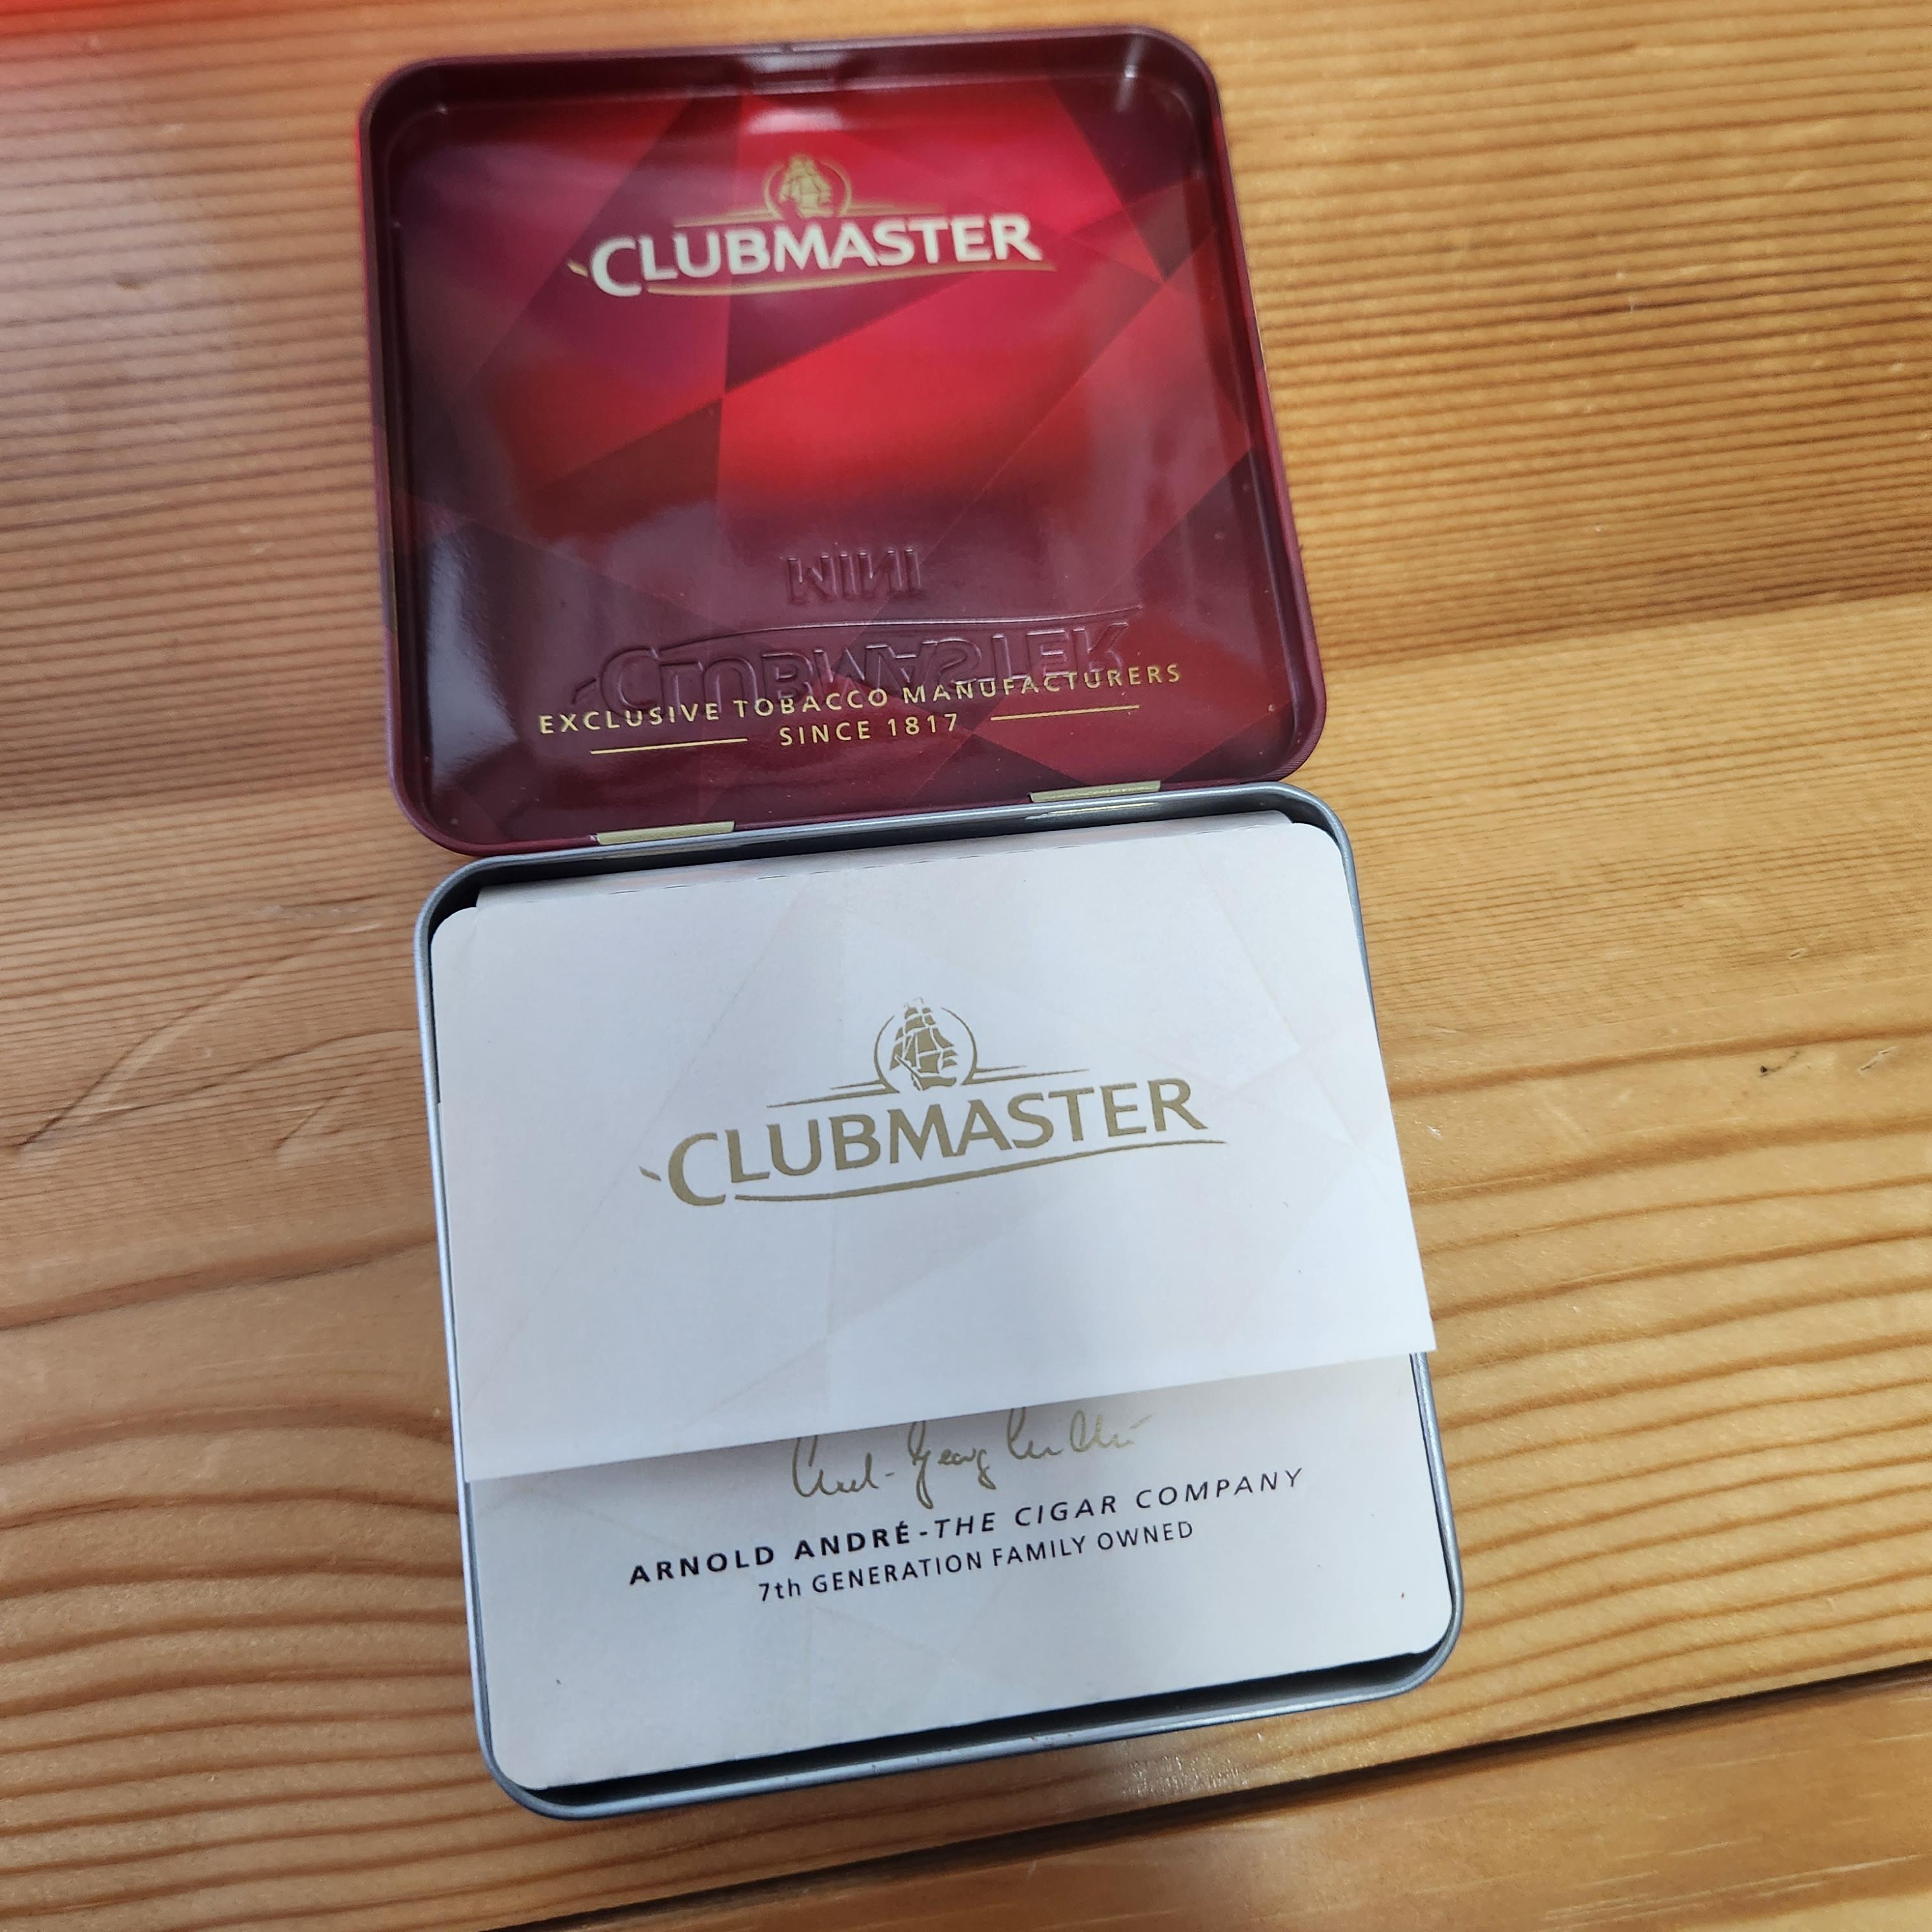 CLUBMASTER
MINI
CLUBMASTER
EXCLUSIVE TOBACCO MANUFACTURERS
SINCE 1817
CLUBMASTER
ARNOLD ANDRÉ - THE CIGAR COMPANY
7th GENERATION FAMILY OWNED